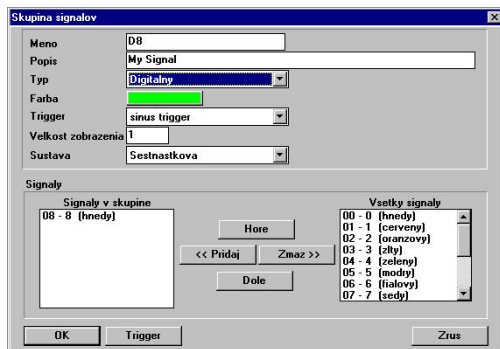 Skupina signalov
Meno D8
Popis My Signal
Typ Digitalny
Farba
Trigger sinus trigger
Velkost zobrazenia 1
Sustava Sestnastkova
Signaly
Signaly v skupine
08 - 8 (hnedy)
Hore
<< Pridaj
Zmaz >>
Dole
Vsetky signaly
00 - 0 (hnedy)
01 - 1 (cerveny)
02 - 2 (oranzovy)
03 - 3 (zlty)
04 - 4 (zeleny)
05 - 5 (modry)
06 - 6 (fialovy)
07 - 7 (sedy)
OK
Trigger
Zrus